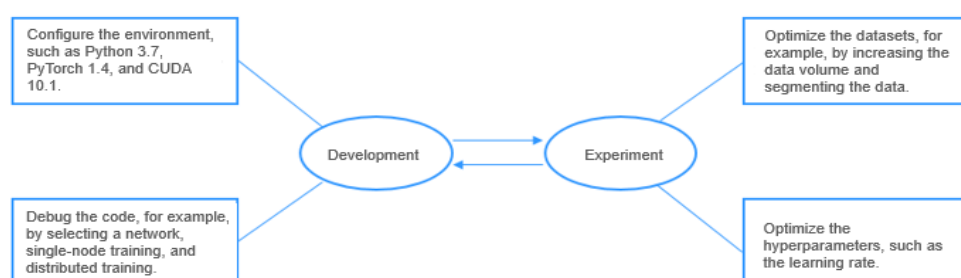 Configure the environment,
such as Python 3.7,
PyTorch 1.4, and CUDA
10.1.
Optimize the datasets, for
example, by increasing the
data volume and
segmenting the data.
Development
Experiment
Debug the code, for example,
by selecting a network,
single-node training, and
distributed training.
Optimize the
hyperparameters, such as
the learning rate.